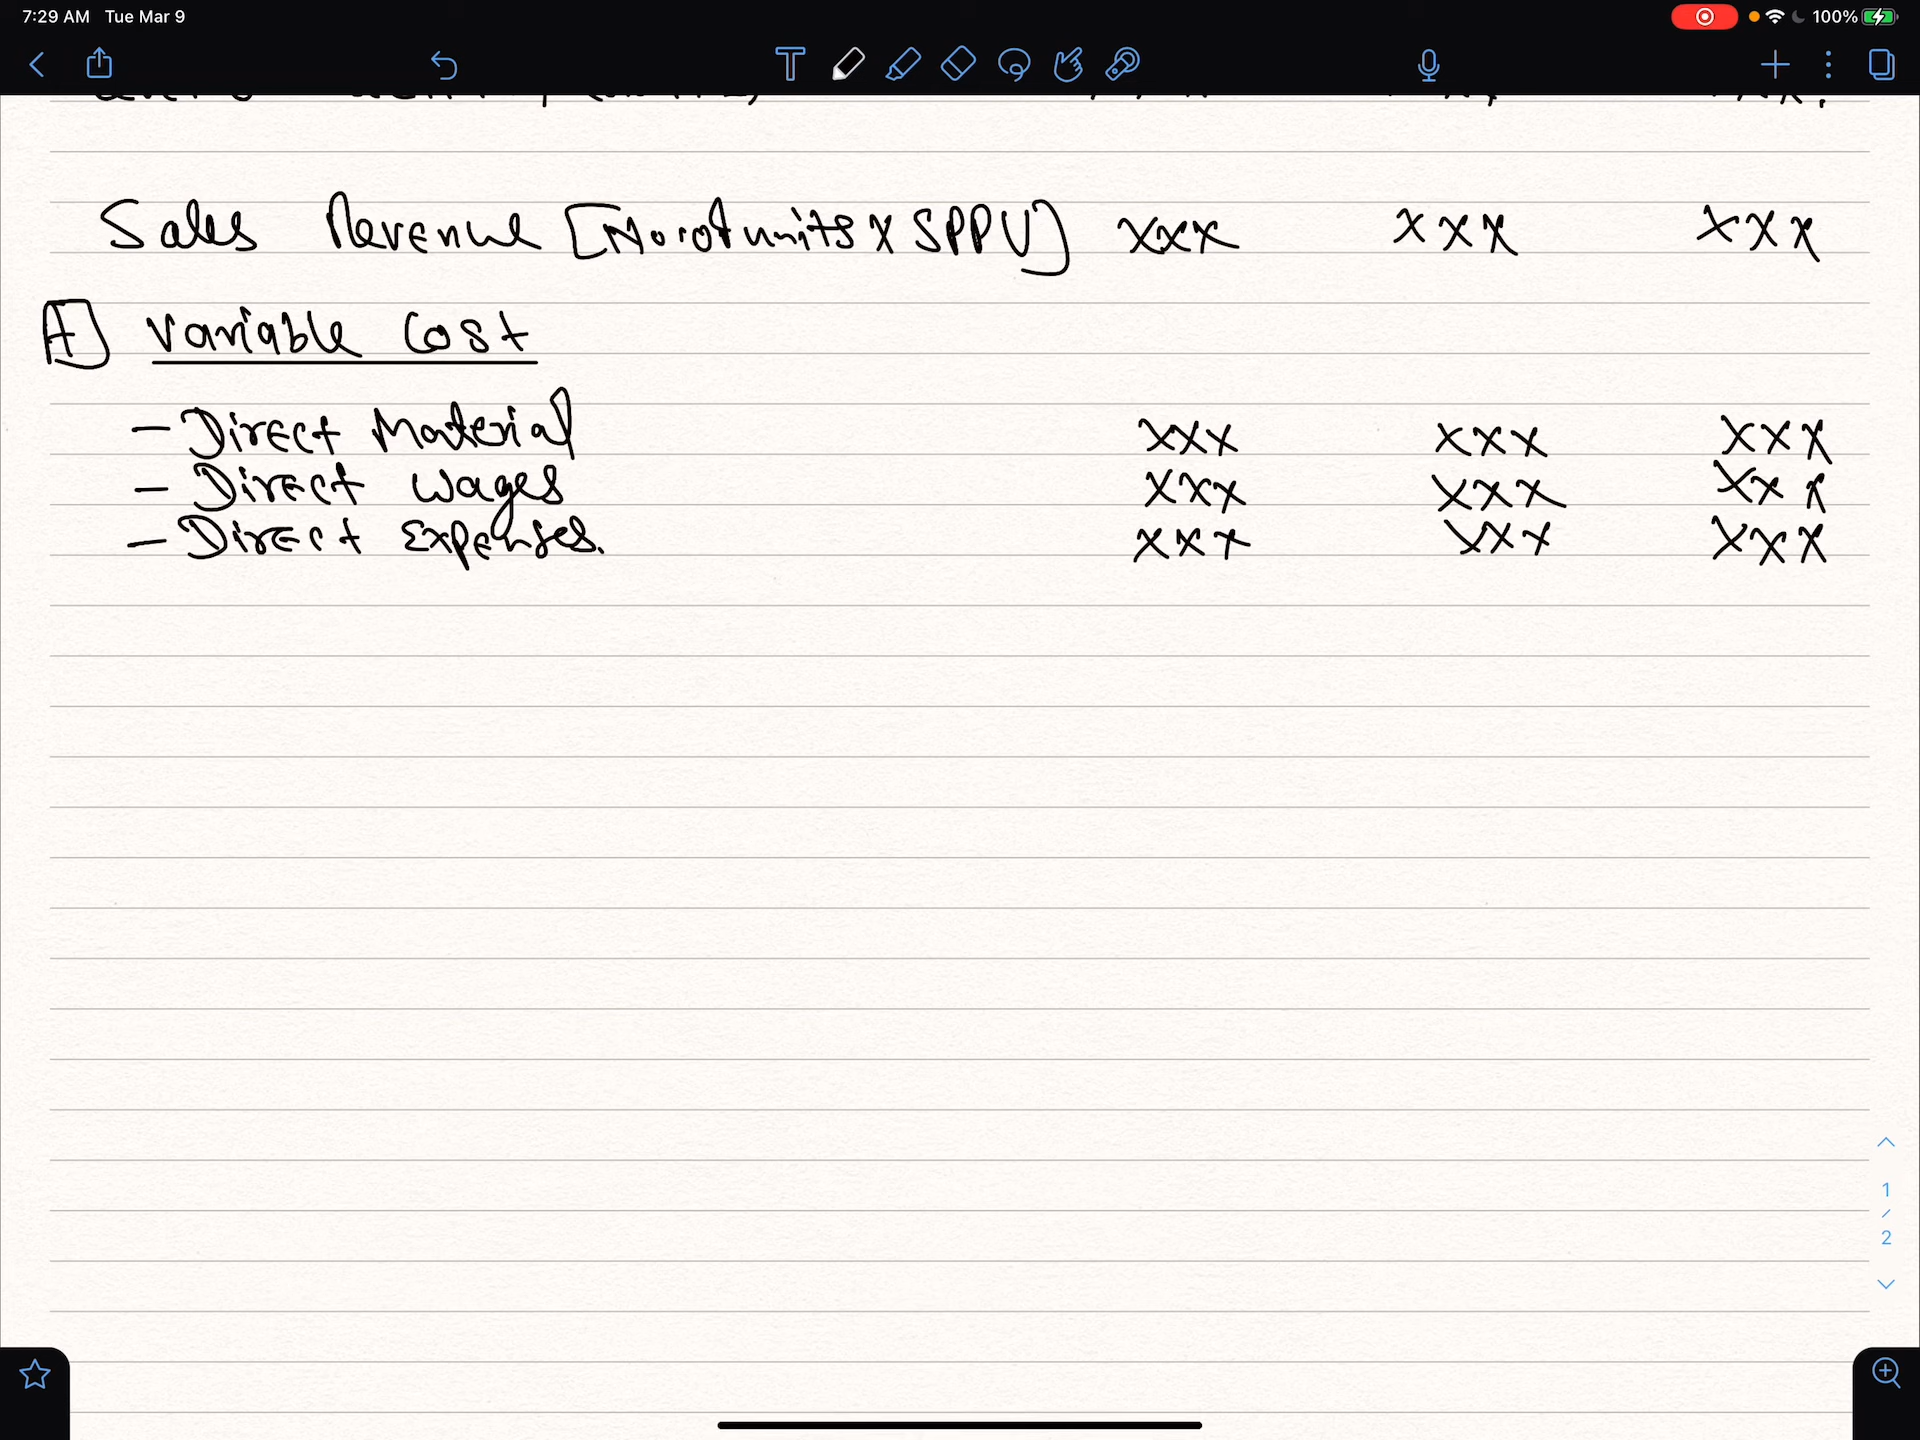 7:29 AM Tue Mar 9 100%
Sales Revenue [No. of units X SPPU] xxx xxx xxx
A] Variable Cost
- Direct Material xxx xxx xxx
- Direct Wages xxx xxx xxx
- Direct Expenses. xxx xxx xxx
1
/
2